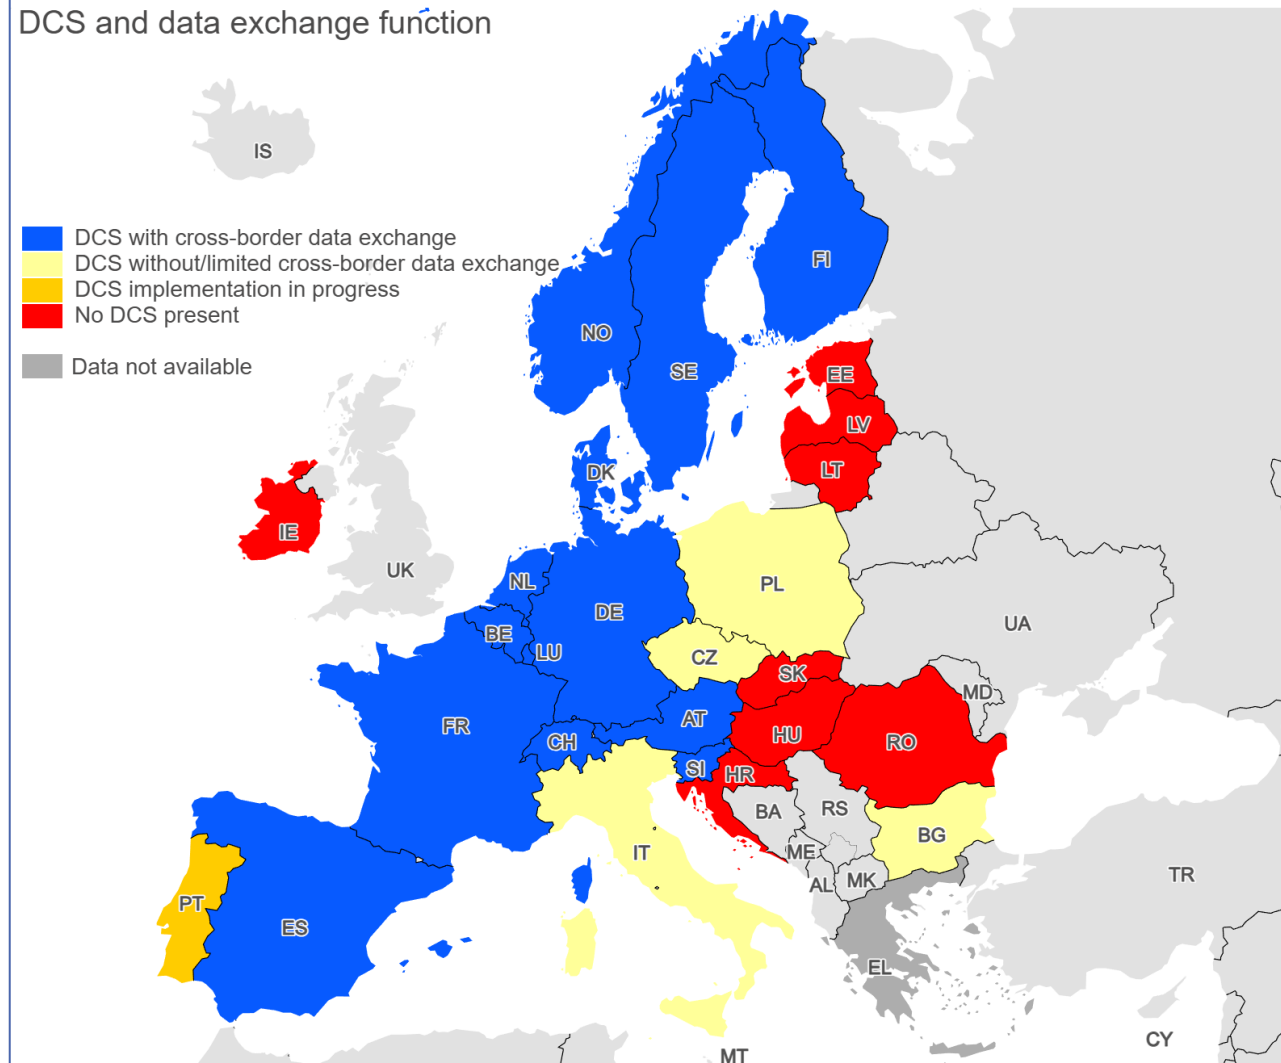 DCS and data exchange function
IS
DCS with cross-border data exchange
DCS without/limited cross-border data exchange
DCS implementation in progress
No DCS present
Data not available
FI
NO
SE
EE
LV
LT
DK
IE
UK
NL
DE
PL
BE
LU
CZ
UA
SK
MD
FR
AT
CH
HU
RO
SI
HR
BA
RS
BG
IT
ME
AL
MK
TR
PT
ES
EL
CY
MT